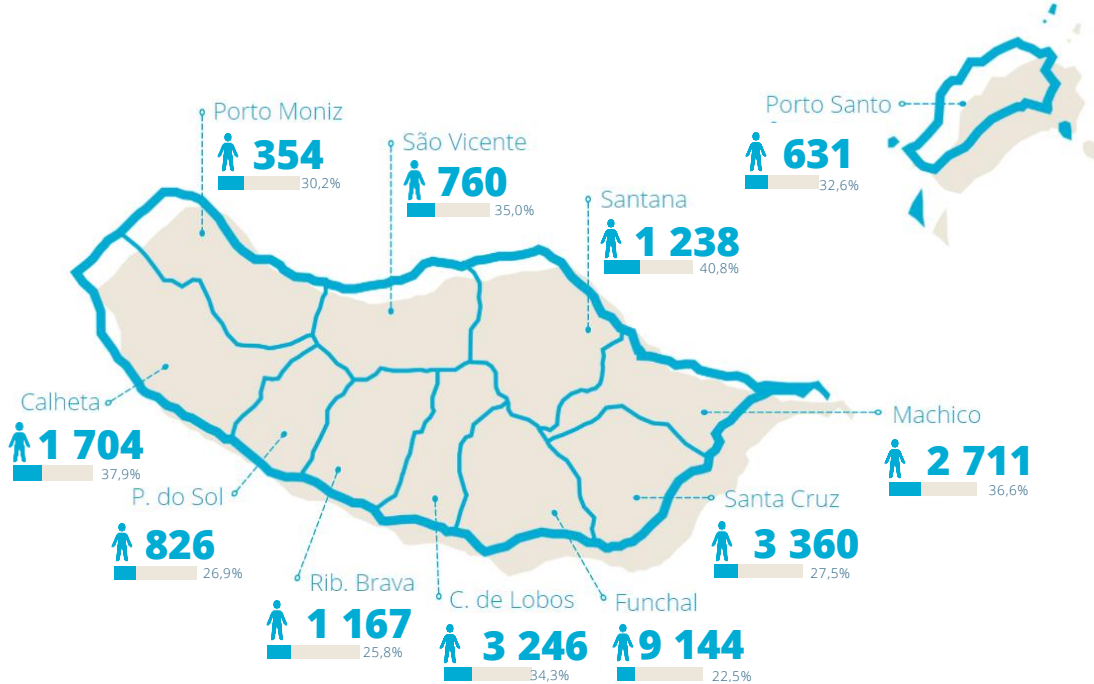 Porto Moniz
354
30,2%
São Vicente
760
35,0%
Porto Santo
631
32,6%
Santana
1 238
40,8%
Calheta
1 704
37,9%
Machico
2 711
36,6%
P. do Sol
826
26,9%
Santa Cruz
3 360
27,5%
Rib. Brava
1 167
25,8%
C. de Lobos
3 246
34,3%
Funchal
9 144
22,5%